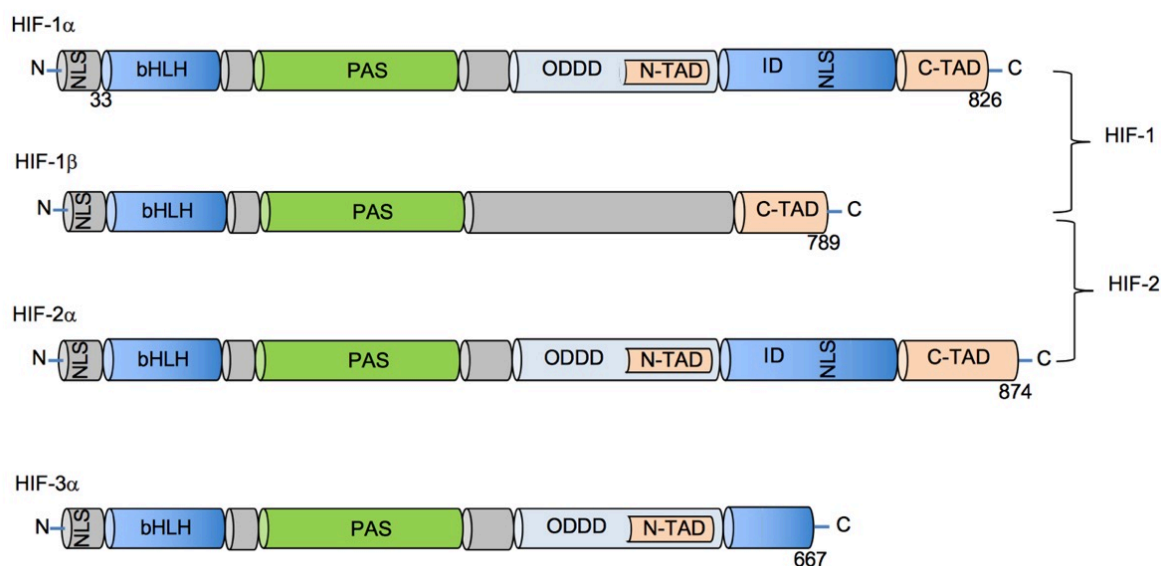 HIF-1α
N NLS bHLH PAS ODDD N-TAD ID NLS C-TAD C
33 826
HIF-1
HIF-1β
N NLS bHLH PAS C-TAD C
789
HIF-2
HIF-2α
N NLS bHLH PAS ODDD N-TAD ID NLS C-TAD C
874
HIF-3α
N NLS bHLH PAS ODDD N-TAD C
667